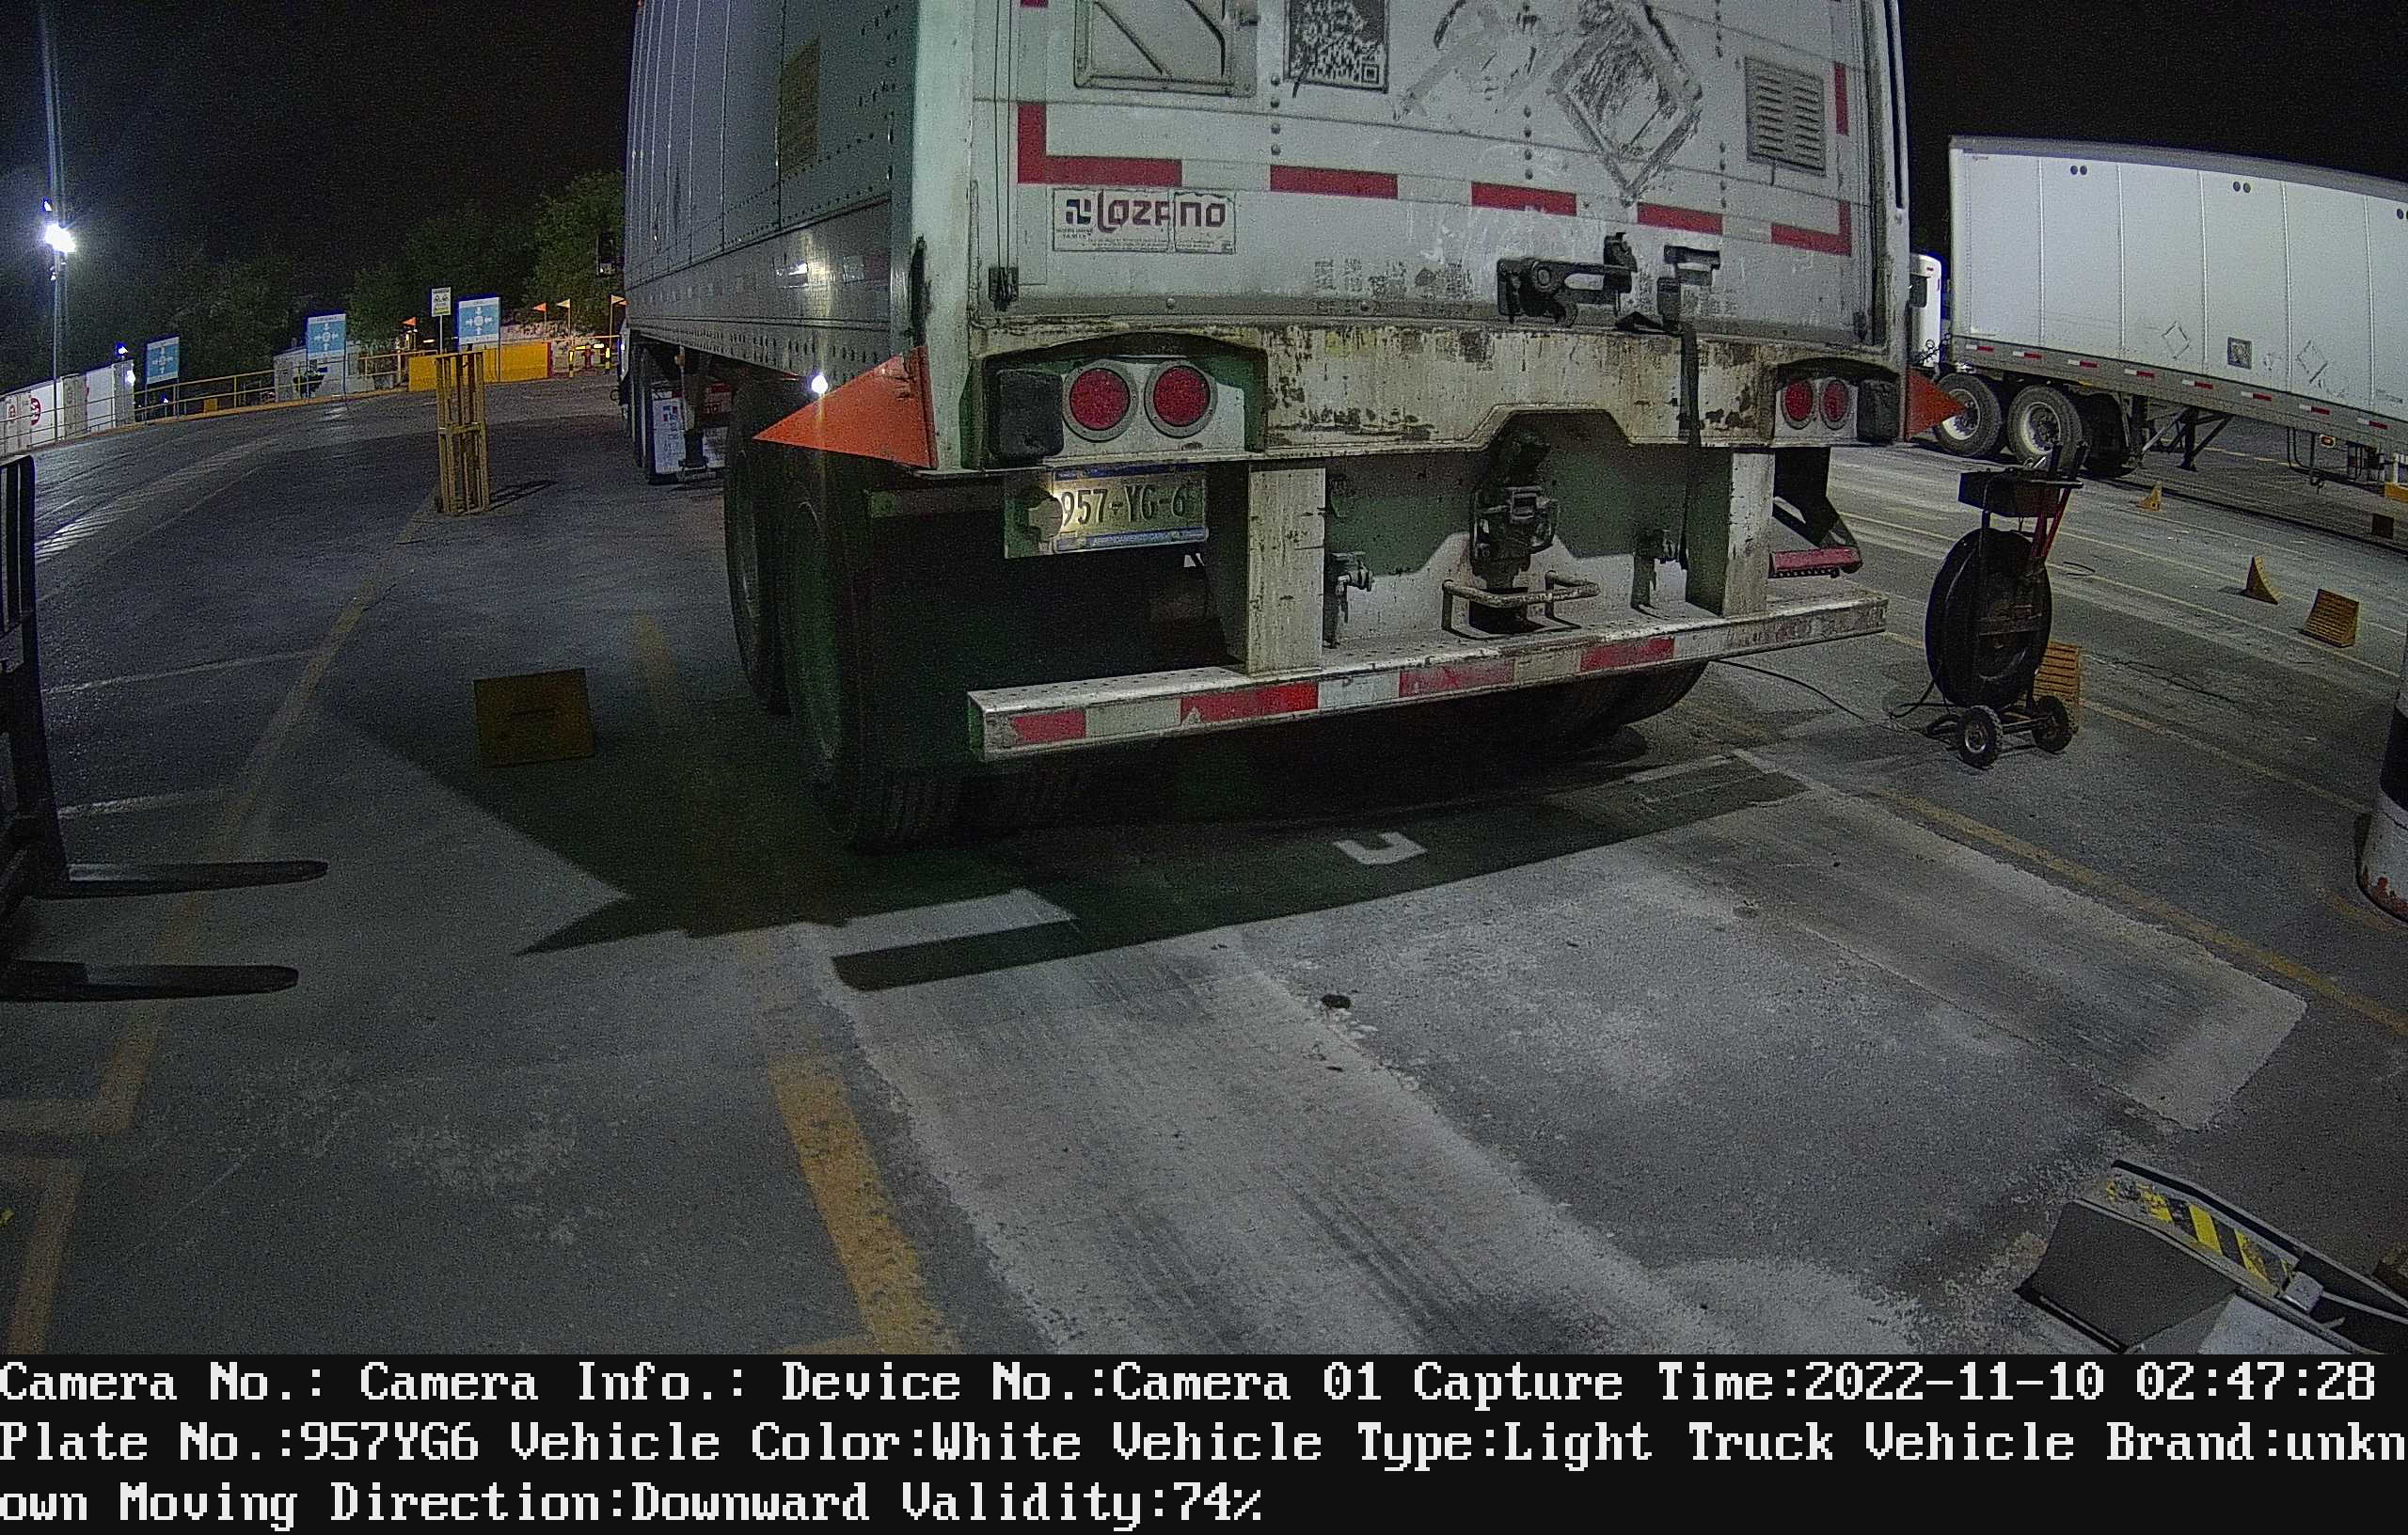 Lozano
957-YG-6
Camera No.: Camera Info.: Device No.:Camera 01 Capture Time:2022-11-10 02:47:28
Plate No.:957YG6 Vehicle Color:White Vehicle Type:Light Truck Vehicle Brand:unkn
own Moving Direction:Downward Validity:74%